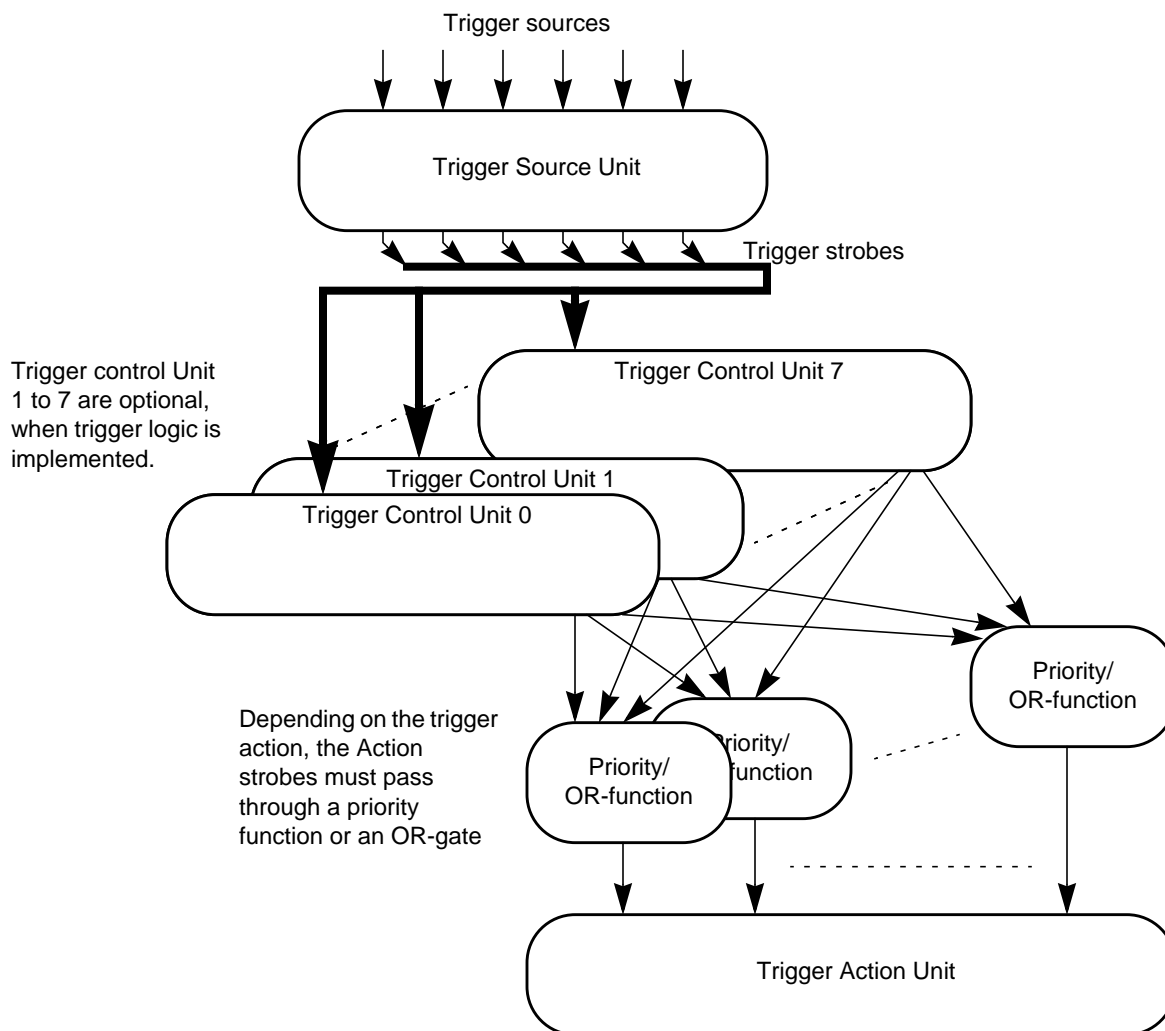 Trigger sources
Trigger Source Unit
Trigger strobes
Trigger control Unit
1 to 7 are optional,
when trigger logic is
implemented.
Trigger Control Unit 7
Trigger Control Unit 1
Trigger Control Unit 0
Priority/
OR-function
Depending on the trigger
action, the Action
strobes must pass
through a priority
function or an OR-gate
Priority/
OR-function
riority/
function
Trigger Action Unit